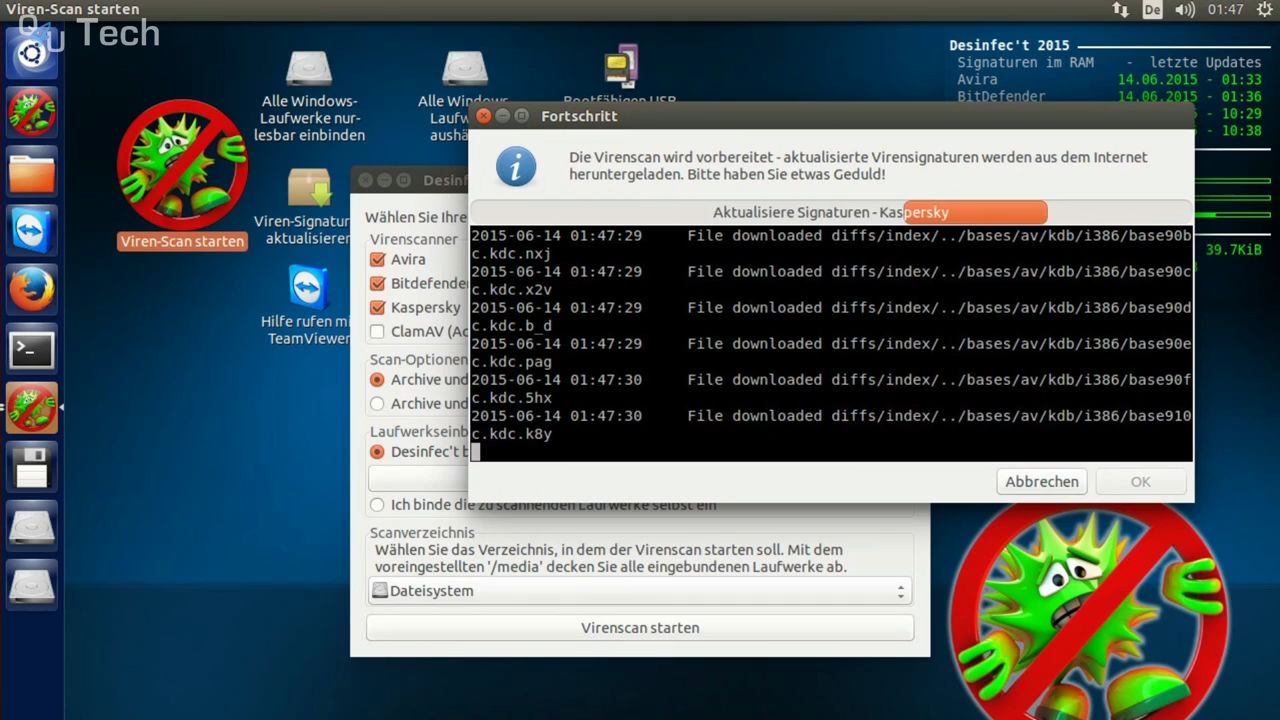 Viren-Scan starten
De
01:47
Q4U Tech
Desinfec't 2015
Signaturen im RAM - letzte Updates
Avira 14.06.2015 - 01:33
BitDefender 14.06.2015 - 01:36
- 10:29
- 10:38
39.7KiB
Alle Windows-
Laufwerke nur-
lesbar einbinden
Alle Windows
Laufw
aushä
Bootfähigen USB
Viren-Scan starten
Viren-Signatur
aktualisieren
Hilfe rufen mi
TeamViewer
Fortschritt
Die Virenscan wird vorbereitet - aktualisierte Virensignaturen werden aus dem Internet
heruntergeladen. Bitte haben Sie etwas Geduld!
Aktualisiere Signaturen - Kaspersky
2015-06-14 01:47:29 File downloaded diffs/index/../bases/av/kdb/i386/base90b
c.kdc.nxj
2015-06-14 01:47:29 File downloaded diffs/index/../bases/av/kdb/i386/base90c
c.kdc.x2v
2015-06-14 01:47:29 File downloaded diffs/index/../bases/av/kdb/i386/base90d
c.kdc.b_d
2015-06-14 01:47:29 File downloaded diffs/index/../bases/av/kdb/i386/base90e
c.kdc.pag
2015-06-14 01:47:30 File downloaded diffs/index/../bases/av/kdb/i386/base90f
c.kdc.5hx
2015-06-14 01:47:30 File downloaded diffs/index/../bases/av/kdb/i386/base910
c.kdc.k8y
Abbrechen
OK
Desinf
Wählen Sie Ihre
Virenscanner
Avira
Bitdefende
Kaspersky
ClamAV (Ac
Scan-Optionen
Archive und
Archive und
Laufwerkseinb
Desinfec't b
Ich binde die zu scannenden Laufwerke selbst ein
Scanverzeichnis
Wählen Sie das Verzeichnis, in dem der Virenscan starten soll. Mit dem
voreingestellten '/media' decken Sie alle eingebundenen Laufwerke ab.
Dateisystem
Virenscan starten